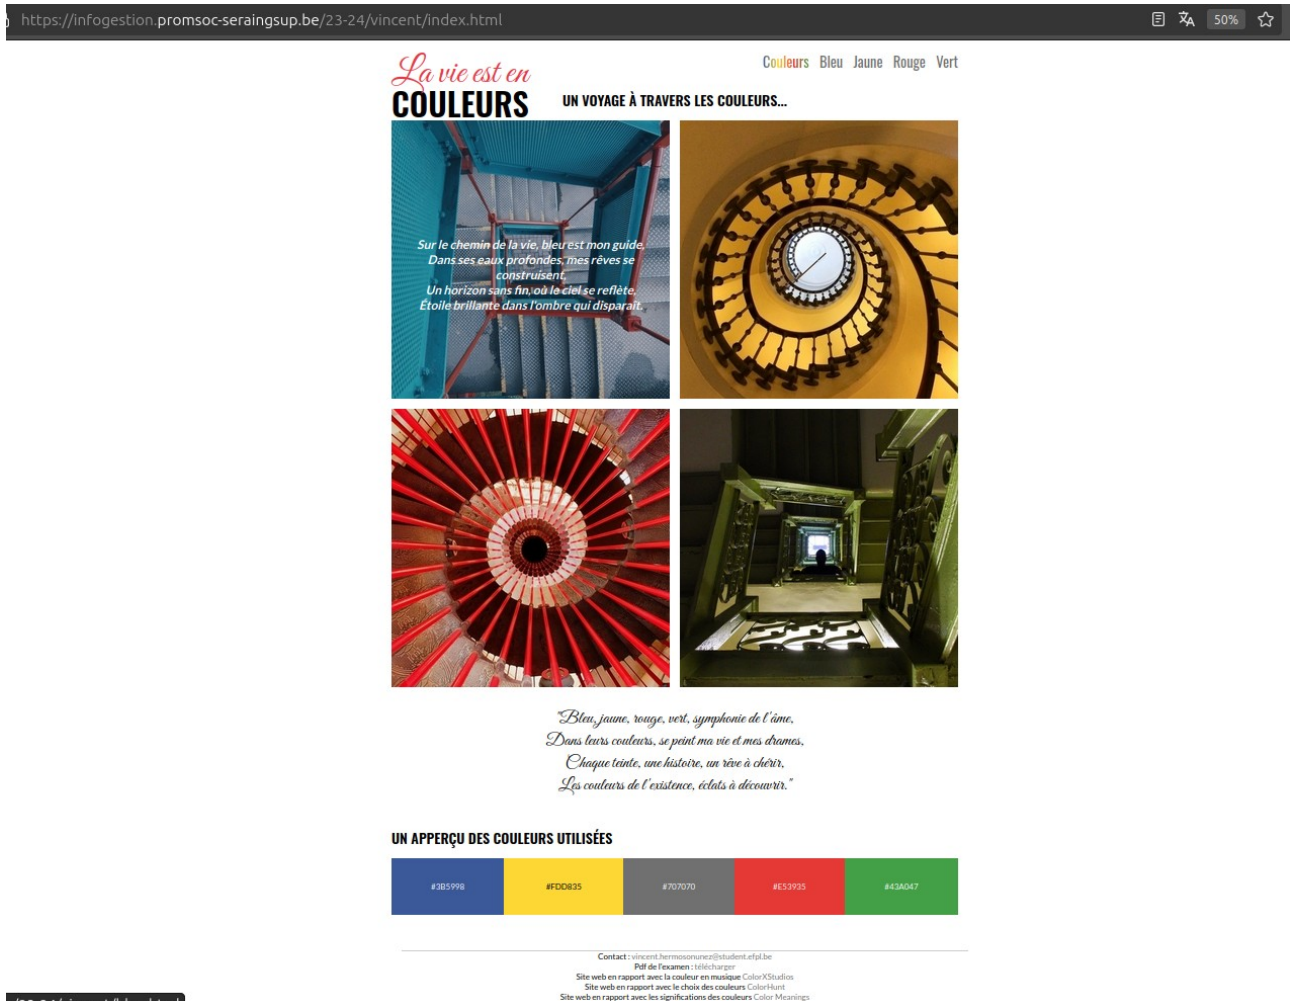 https://infogestion.promsoc-seraingsup.be/23-24/vincent/index.html
50%
La vie est en
COULEURS
Couleurs Bleu Jaune Rouge Vert
UN VOYAGE À TRAVERS LES COULEURS...
Sur le chemin de la vie, bleu est mon guide,
Dans ses eaux profondes, mes rêves se
construisent,
Un horizon sans fin, où le ciel se reflète,
Étoile brillante dans l'ombre qui disparaît.
"Bleu, jaune, rouge, vert, symphonie de l'âme,
Dans leurs couleurs, se peint ma vie et mes drames,
Chaque teinte, une histoire, un rêve à chérir,
Les couleurs de l'existence, éclats à découvrir."
UN APPERÇU DES COULEURS UTILISÉES
#3B5998
#FDD835
#707070
#E53935
#43A047
Contact : vincent.hermosonunez@student.efpl.be
Pdf de l'examen : télécharger
Site web en rapport avec la couleur en musique ColorXStudios
Site web en rapport avec le choix des couleurs ColorHunt
Site web en rapport avec les significations des couleurs Color Meanings